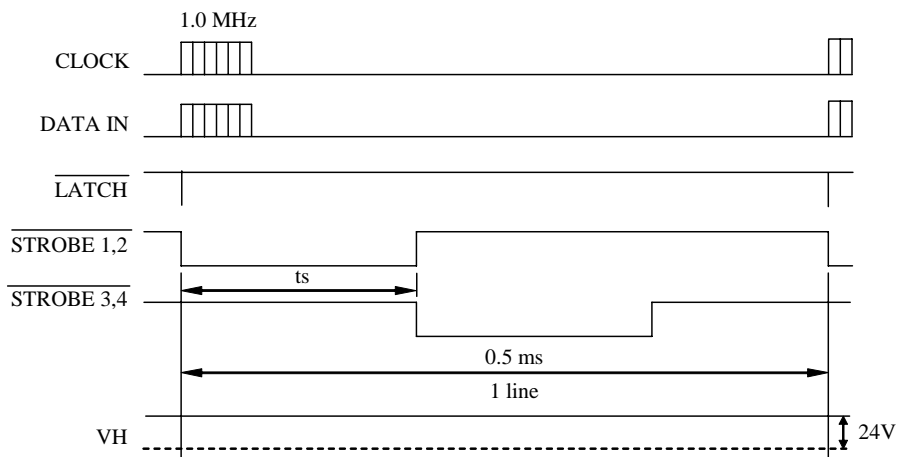 1.0 MHz
CLOCK
DATA IN
LATCH
STROBE 1,2
ts
STROBE 3,4
0.5 ms
1 line
VH
24V